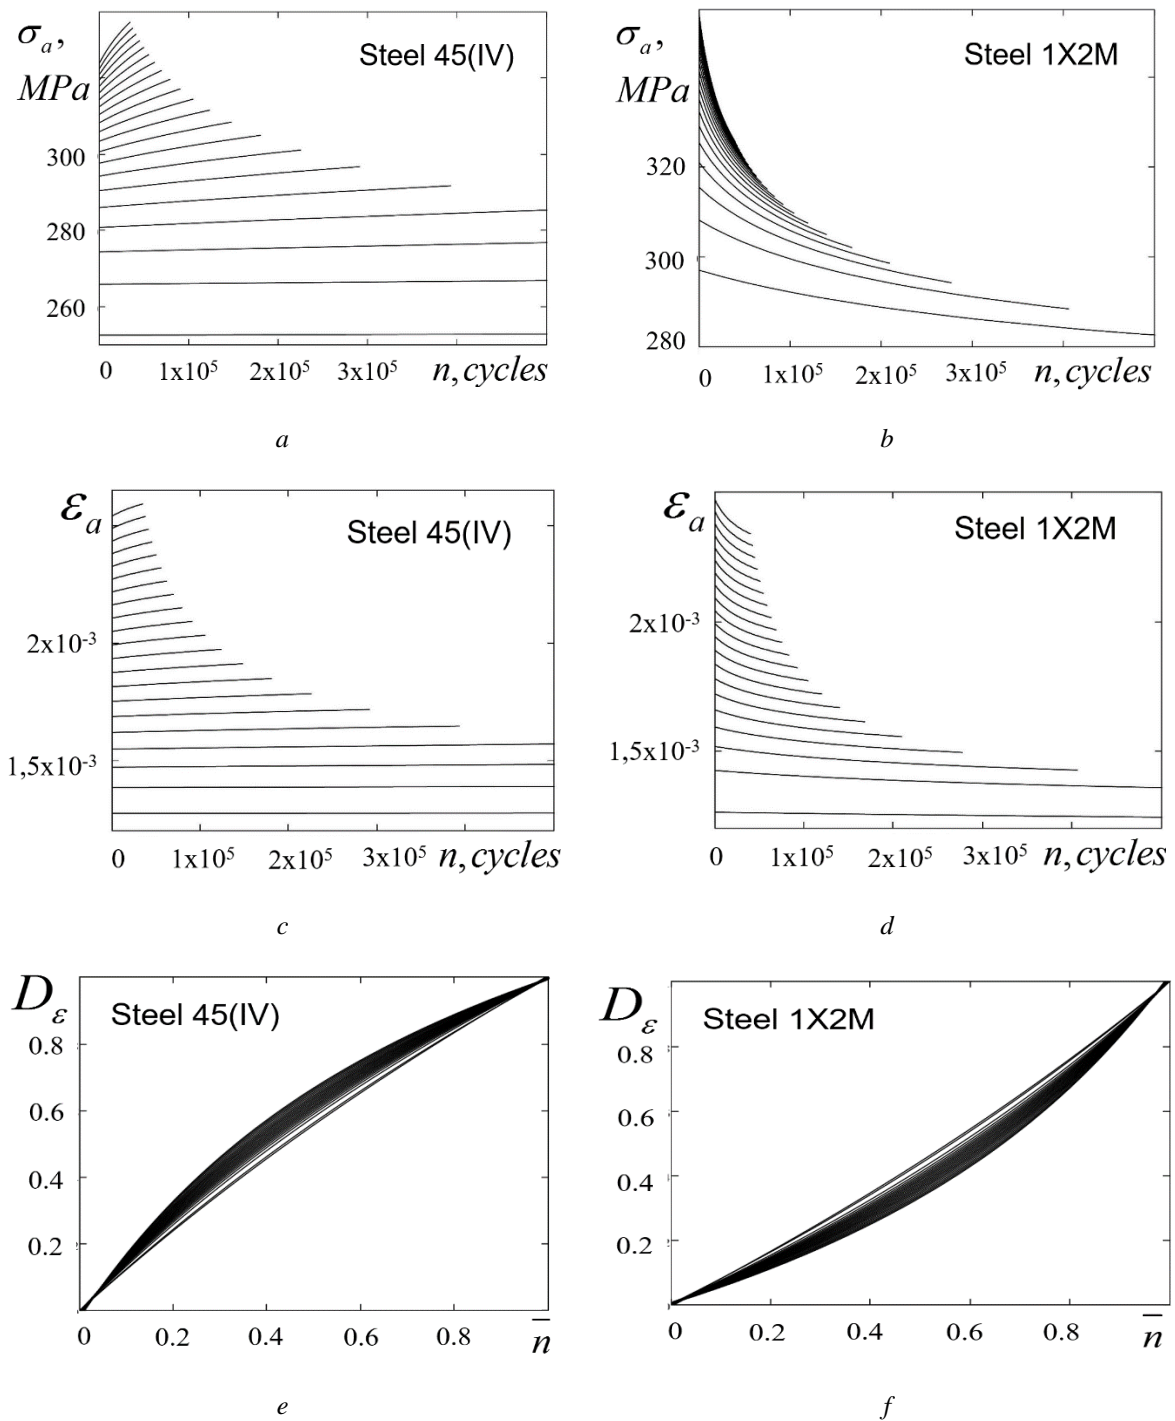 σₐ,
MPa
Steel 45(IV)
300
280
260
0 1x10⁵ 2x10⁵ 3x10⁵ n, cycles
a
σₐ,
MPa
Steel 1X2M
320
300
280
0 1x10⁵ 2x10⁵ 3x10⁵ n, cycles
b
εₐ
Steel 45(IV)
2x10⁻³
1,5x10⁻³
0 1x10⁵ 2x10⁵ 3x10⁵ n, cycles
c
εₐ
Steel 1X2M
2x10⁻³
1,5x10⁻³
0 1x10⁵ 2x10⁵ 3x10⁵ n, cycles
d
D_ε
Steel 45(IV)
0.8
0.6
0.4
0.2
0 0.2 0.4 0.6 0.8 n̅
e
D_ε
Steel 1X2M
0.8
0.6
0.4
0.2
0 0.2 0.4 0.6 0.8 n̅
f